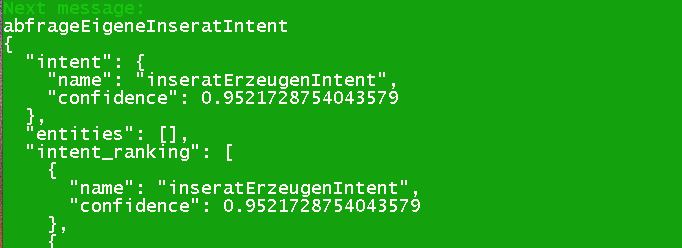 Next message:
abfrageEigeneInseratIntent
{
  "intent": {
    "name": "inseratErzeugenIntent",
    "confidence": 0.9521728754043579
  },
  "entities": [],
  "intent_ranking": [
    {
      "name": "inseratErzeugenIntent",
      "confidence": 0.9521728754043579
    },
    {